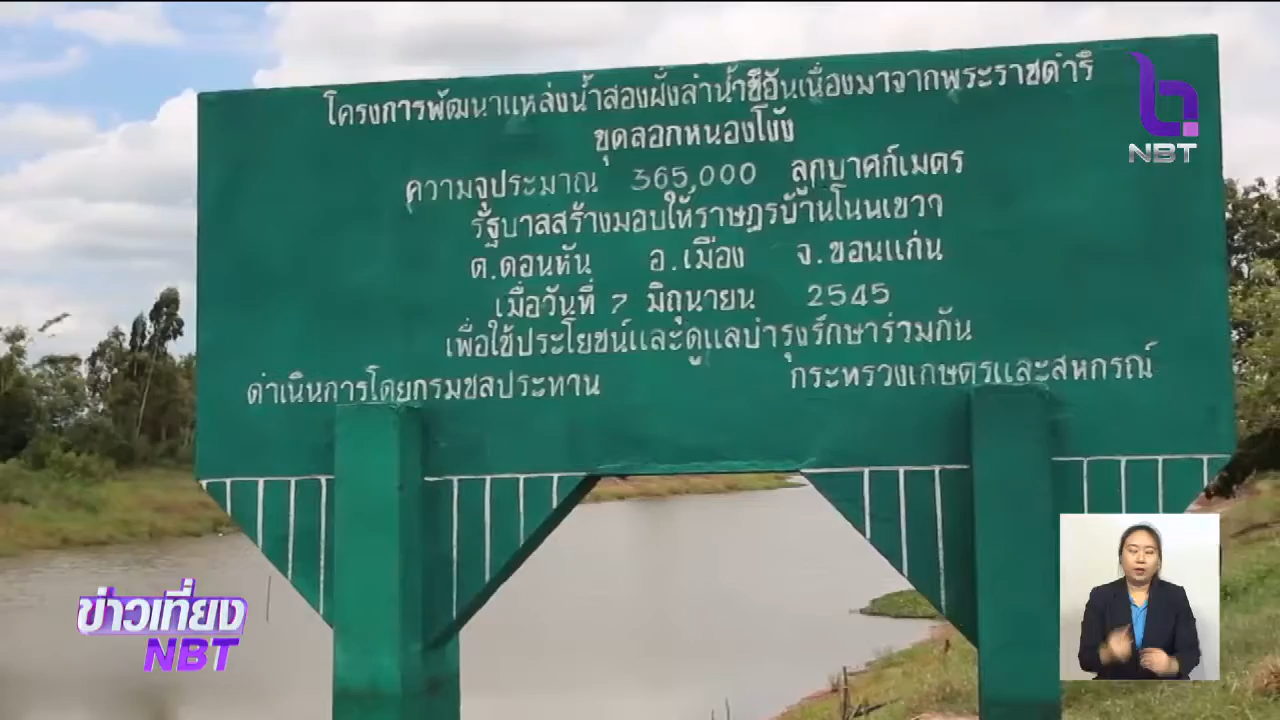 โครงการพัฒนาแหล่งน้ำสองฝั่งลำน้ำชีอันเนื่องมาจากพระราชดำริ
ขุดลอกหนองโง้ง
ความจุประมาณ 365,000 ลูกบาศก์เมตร
รัฐบาลสร้างมอบให้ราษฎรบ้านโนนเขวา
ต.ดอนหัน อ.เมือง จ.ขอนแก่น
เมื่อวันที่ 7 มิถุนายน 2545
เพื่อใช้ประโยชน์และดูแลบำรุงรักษาร่วมกัน
ดำเนินการโดยกรมชลประทาน กระทรวงเกษตรและสหกรณ์
NBT
ข่าวเที่ยง
NBT